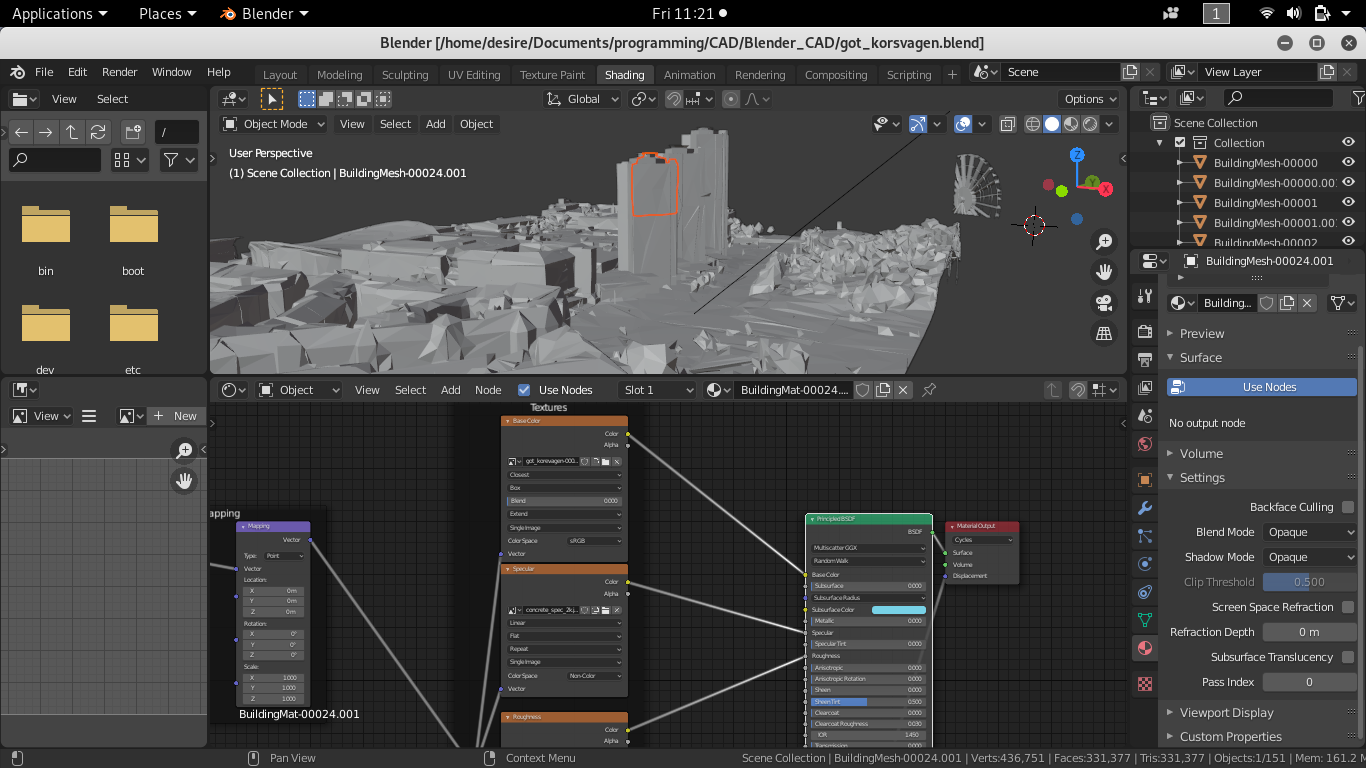 Applications Places Blender Fri 11:21 1
Blender [/home/desire/Documents/programming/CAD/Blender_CAD/got_korsvagen.blend]
File Edit Render Window Help Layout Modeling Sculpting UV Editing Texture Paint Shading Animation Rendering Compositing Scripting + Scene View Layer
View Select Global Options
/ Object Mode View Select Add Object
User Perspective
(1) Scene Collection | BuildingMesh-00024.001
bin boot
dev etc
X Y Z
Scene Collection
Collection
BuildingMesh-00000
BuildingMesh-00000.00
BuildingMesh-00001
BuildingMesh-00001.00
BuildingMesh-00002
BuildingMesh-00024.001
Building...
Preview
Surface
Use Nodes
No output node
Volume
Settings
Backface Culling
Blend Mode Opaque
Shadow Mode Opaque
Clip Threshold 0.500
Screen Space Refraction
Refraction Depth 0 m
Subsurface Translucency
Pass Index 0
Viewport Display
Custom Properties
View + New
Object View Select Add Node Use Nodes Slot 1 BuildingMat-00024....
apping
Mapping
Vector
Type: Point
Vector
Location:
X 0m
Y 0m
Z 0m
Rotation:
X 0°
Y 0°
Z 0°
Scale:
X 1.000
Y 1.000
Z 1.000
BuildingMat-00024.001
Textures
Base Color
Color
Alpha
Closest
Box
Blend 0.000
Extend
Single Image
Color Space sRGB
Vector
Specular
Color
Alpha
concrete_spec_2k.j...
Linear
Flat
Repeat
Single Image
Color Space Non-Color
Vector
Roughness
Color
Alpha
Principled BSDF
BSDF
Multiscatter GGX
Random Walk
Base Color
Subsurface 0.000
Subsurface Radius
Subsurface Color
Metallic 0.000
Specular
Specular Tint 0.000
Roughness
Anisotropic 0.000
Anisotropic Rotation 0.000
Sheen 0.000
Sheen Tint 0.500
Clearcoat 0.000
Clearcoat Roughness 0.030
IOR 1.450
Transmission 0.000
Material Output
Cycles
Surface
Volume
Displacement
Pan View Context Menu Scene Collection | BuildingMesh-00024.001 | Verts:436,751 | Faces:331,377 | Tris:331,377 | Objects:1/151 | Mem: 161.2 M